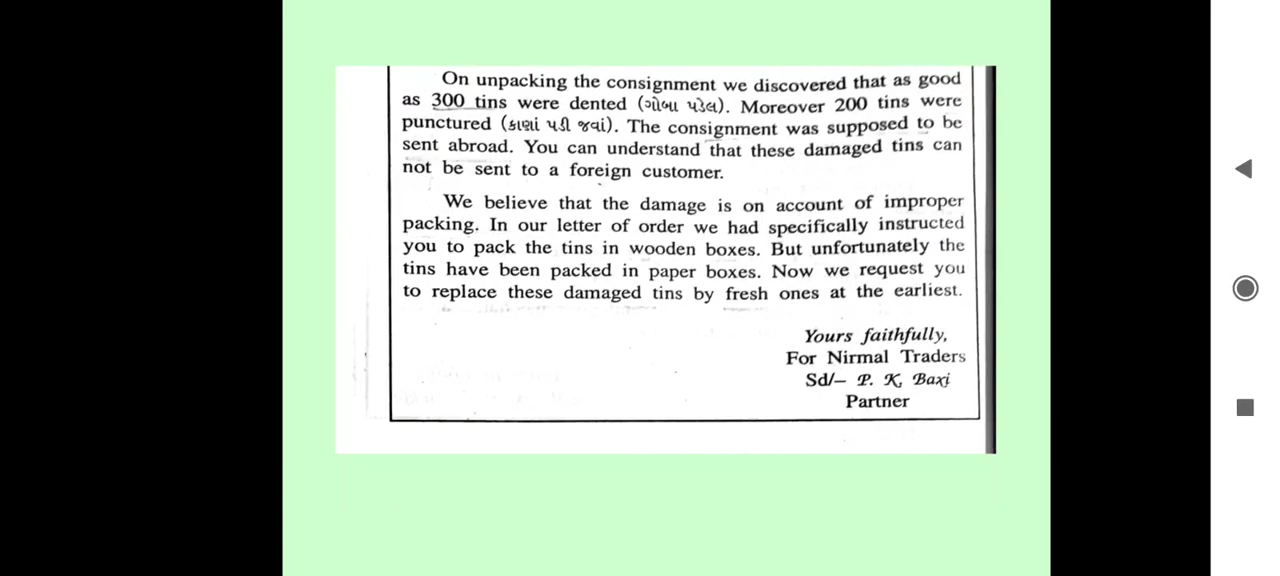 On unpacking the consignment we discovered that as good
as 300 tins were dented (ગોબા પડેલ). Moreover 200 tins were
punctured (કાણાં પડી જવાં). The consignment was supposed to be
sent abroad. You can understand that these damaged tins can
not be sent to a foreign customer.
We believe that the damage is on account of improper
packing. In our letter of order we had specifically instructed
you to pack the tins in wooden boxes. But unfortunately the
tins have been packed in paper boxes. Now we request you
to replace these damaged tins by fresh ones at the earliest.
Yours faithfully,
For Nirmal Traders
Sd/– P. K. Baxi
Partner